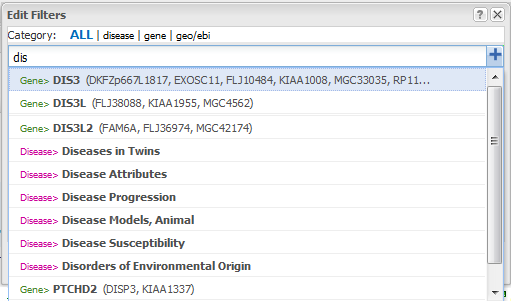 Edit Filters
Category: ALL | disease | gene | geo/ebi
dis
Gene> DIS3 (DKFZp667L1817, EXOSC11, FLJ10484, KIAA1008, MGC33035, RP11...
Gene> DIS3L (FLJ38088, KIAA1955, MGC4562)
Gene> DIS3L2 (FAM6A, FLJ36974, MGC42174)
Disease> Diseases in Twins
Disease> Disease Attributes
Disease> Disease Progression
Disease> Disease Models, Animal
Disease> Disease Susceptibility
Disease> Disorders of Environmental Origin
Gene> PTCHD2 (DISP3, KIAA1337)